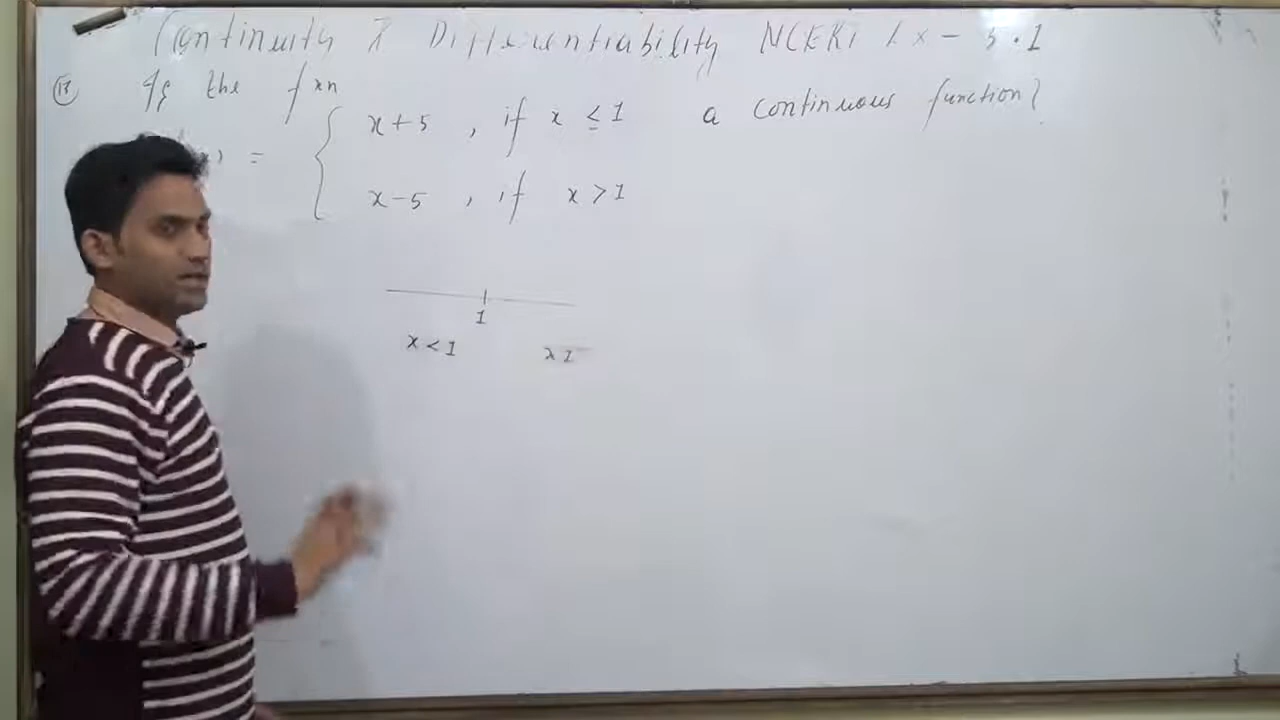 Continuity & Differentiability NCERT Ex - 5.1
13 Is the fxn
x+5 , if x ≤ 1 a continuous function?
=
x-5 , if x > 1
1
x < 1